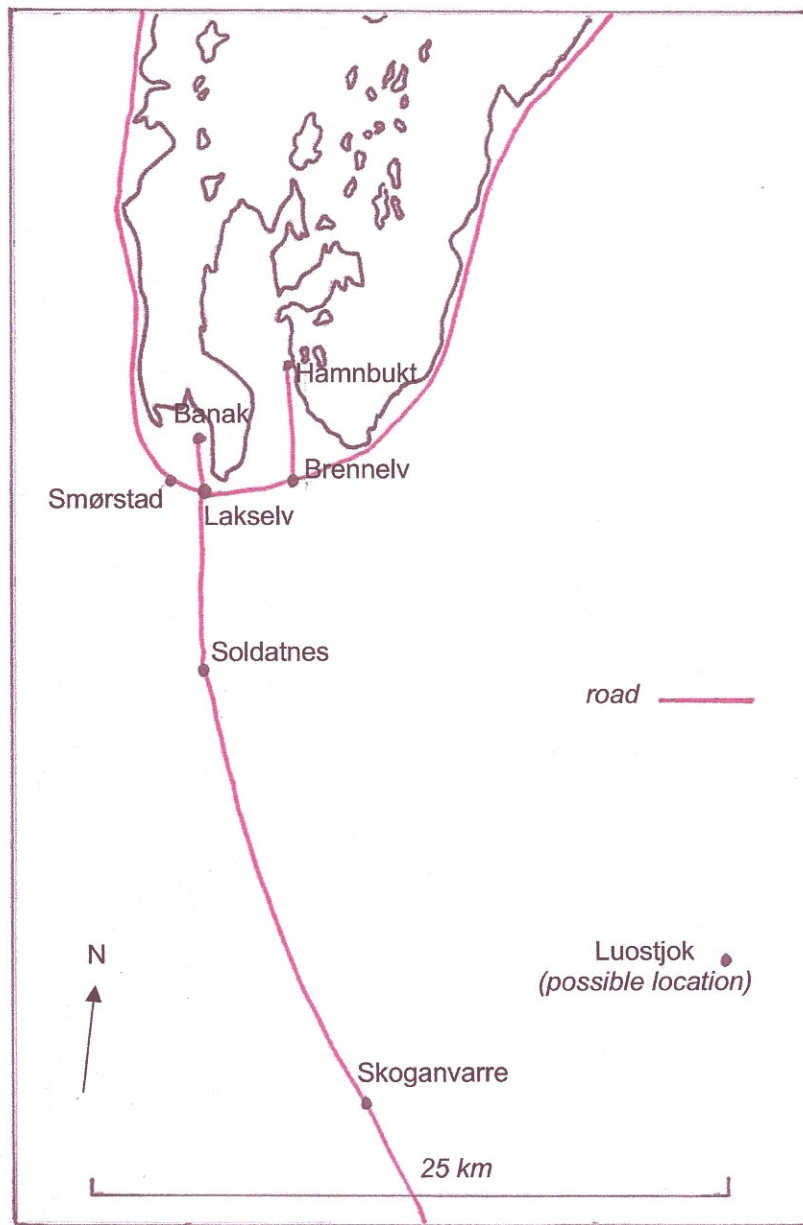 Hamnbukt
Banak
Brennelv
Smørstad
Lakselv
Soldatnes
road
N
Luostjok
(possible location)
Skoganvarre
25 km